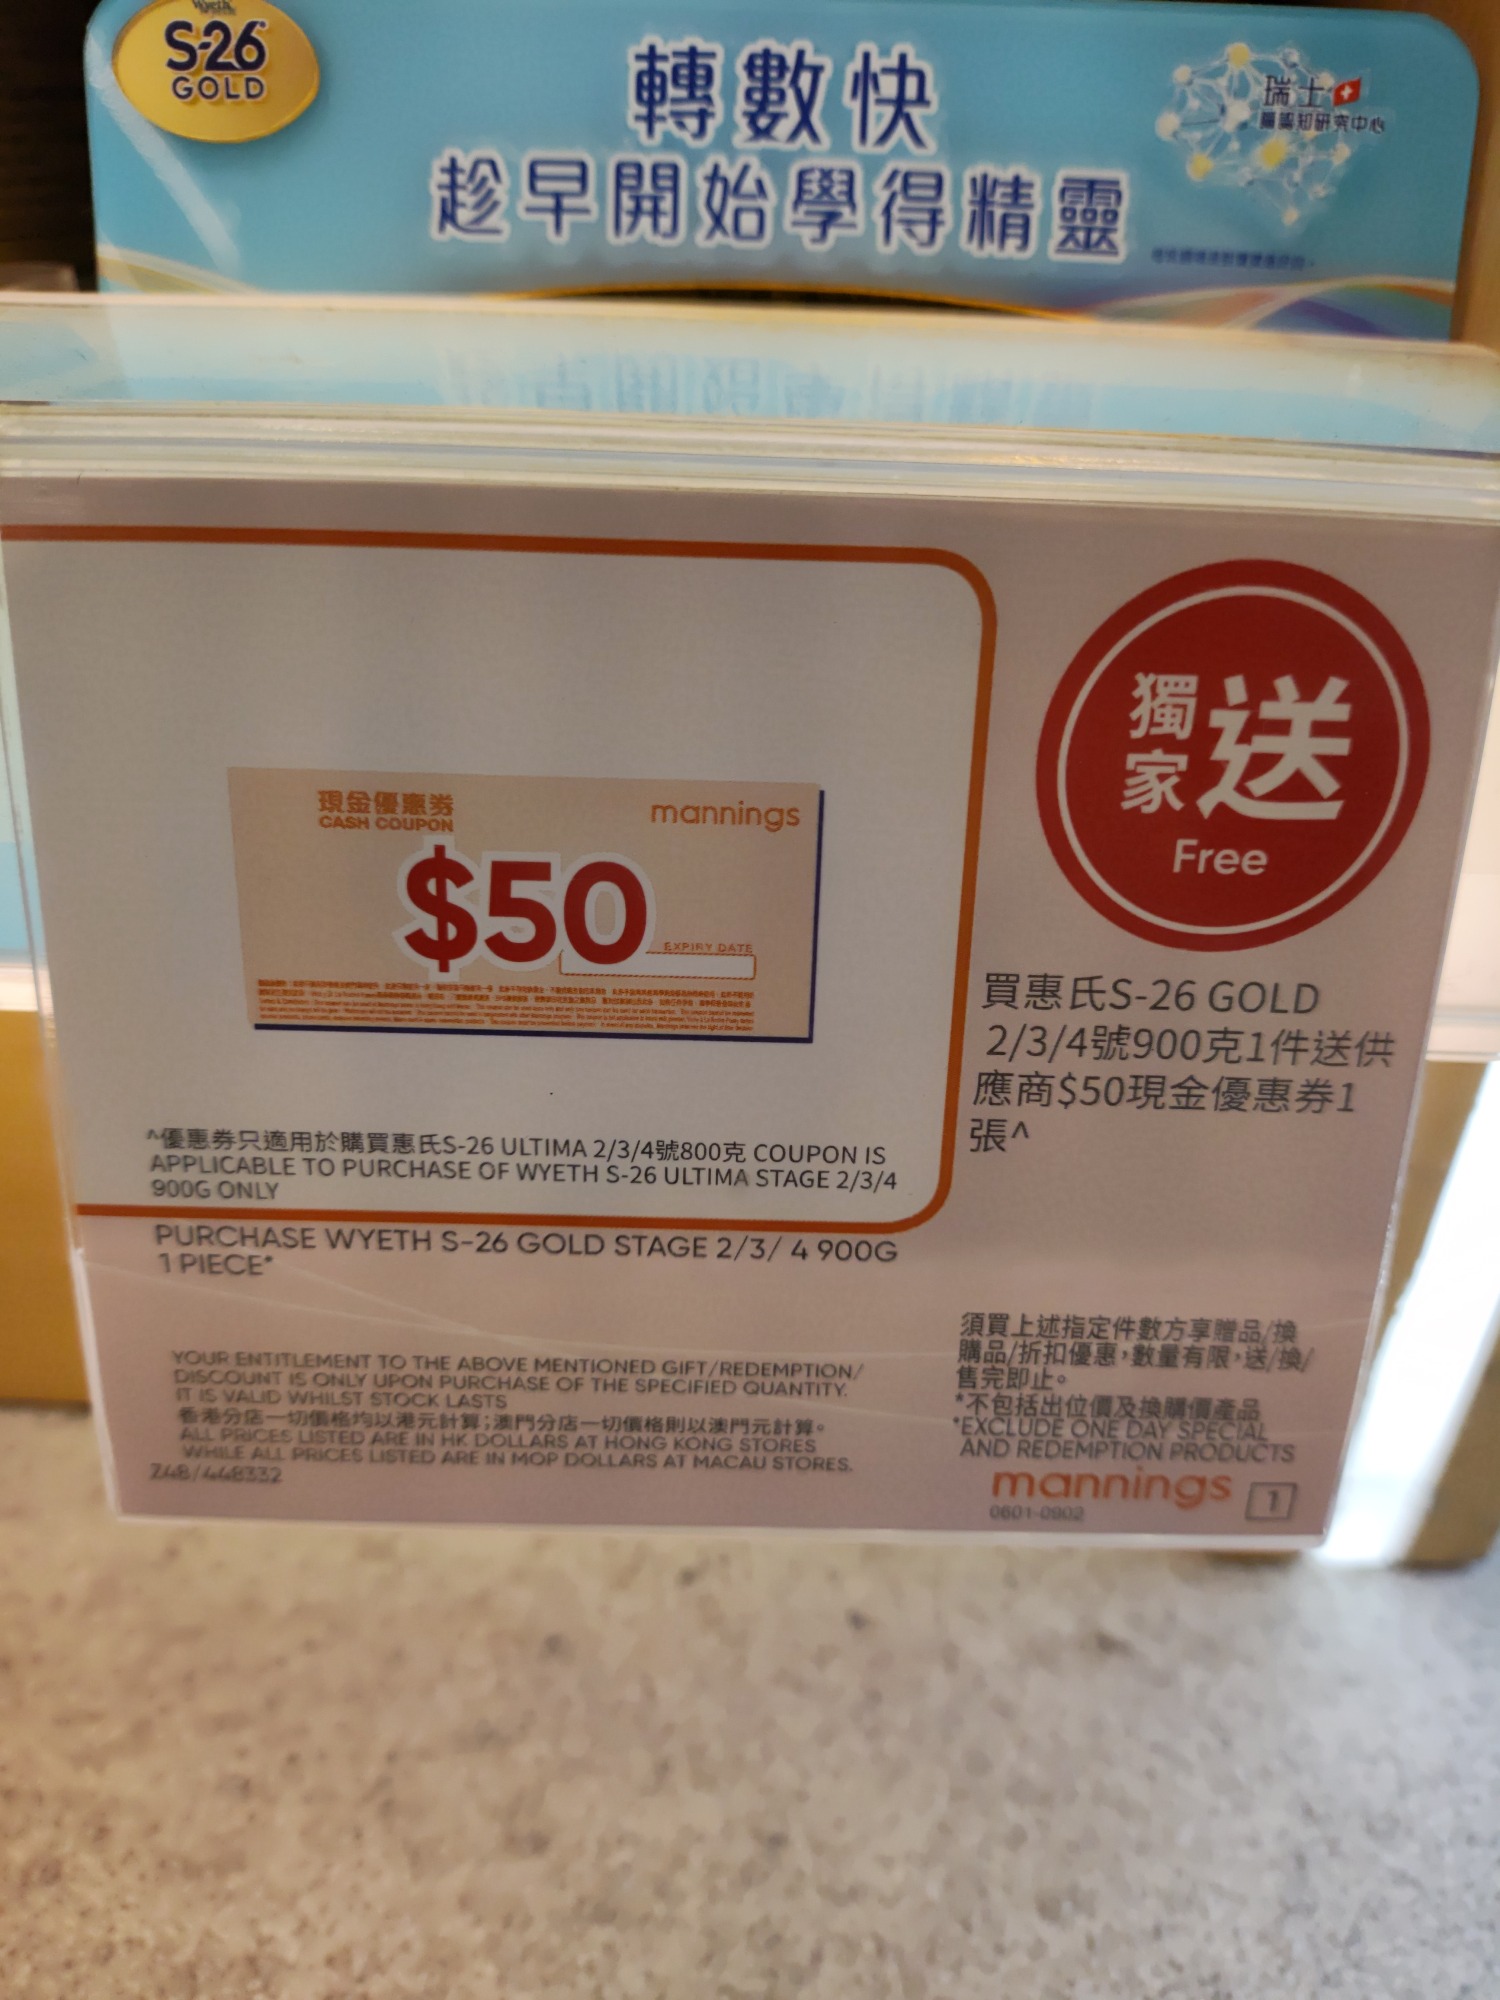 Wyeth
S-26
GOLD
轉數快
趁早開始學得精靈
瑞士
腦認知研究中心
現金優惠券
CASH COUPON
mannings
$50
EXPIRY DATE
獨家送
Free
買惠氏S-26 GOLD
2/3/4號900克1件送供
應商$50現金優惠券1
張^
^優惠券只適用於購買惠氏S-26 ULTIMA 2/3/4號800克 COUPON IS
APPLICABLE TO PURCHASE OF WYETH S-26 ULTIMA STAGE 2/3/4
900G ONLY
PURCHASE WYETH S-26 GOLD STAGE 2/3/ 4 900G
1 PIECE*
YOUR ENTITLEMENT TO THE ABOVE MENTIONED GIFT/REDEMPTION/
DISCOUNT IS ONLY UPON PURCHASE OF THE SPECIFIED QUANTITY.
IT IS VALID WHILST STOCK LASTS
香港分店一切價格均以港元計算;澳門分店一切價格則以澳門元計算。
ALL PRICES LISTED ARE IN HK DOLLARS AT HONG KONG STORES
WHILE ALL PRICES LISTED ARE IN MOP DOLLARS AT MACAU STORES.
Z48/448332
須買上述指定件數方享贈品/換
購品/折扣優惠,數量有限,送/換/
售完即止。
*不包括出位價及換購價產品
*EXCLUDE ONE DAY SPECIAL
AND REDEMPTION PRODUCTS
mannings
1
0601-0902